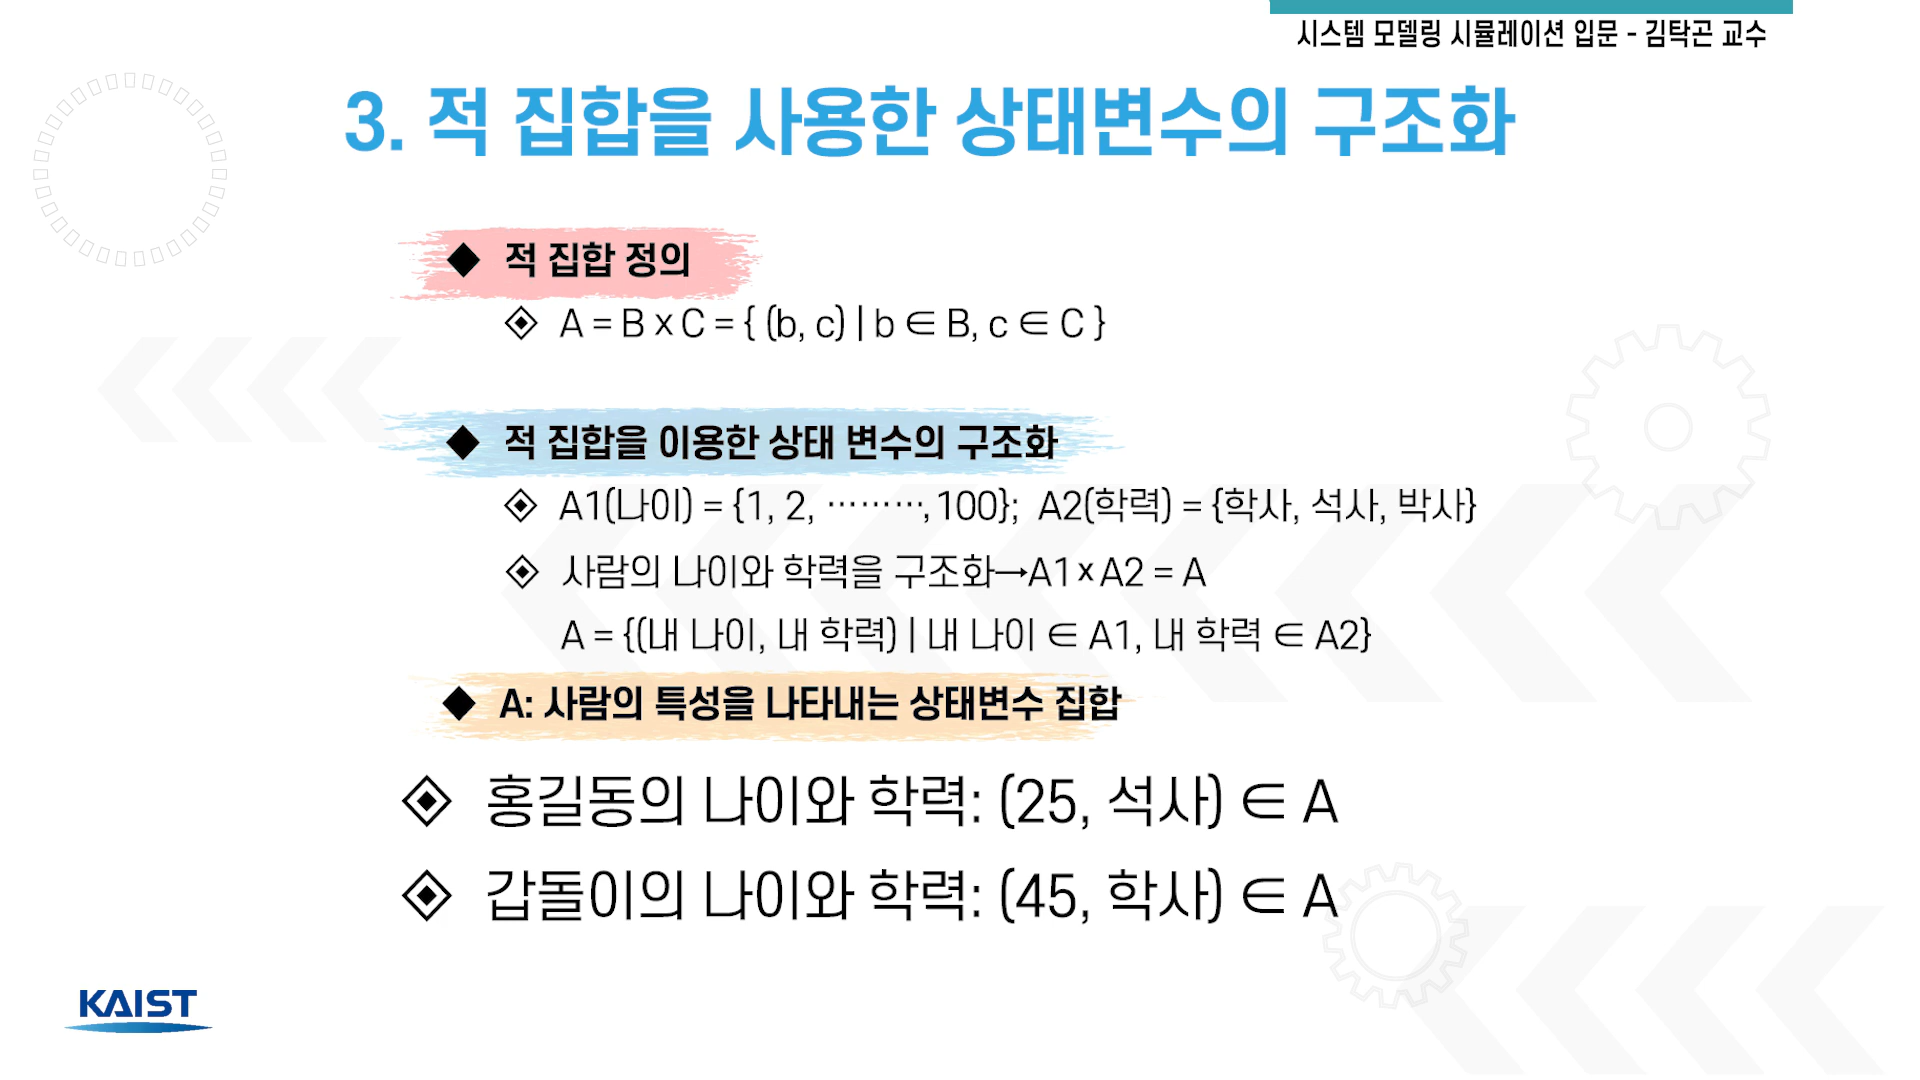 시스템 모델링 시뮬레이션 입문 - 김탁곤 교수
3. 적 집합을 사용한 상태변수의 구조화
◆ 적 집합 정의
◈ A = B x C = { (b, c) | b ∈ B, c ∈ C }
◆ 적 집합을 이용한 상태 변수의 구조화
◈ A1(나이) = {1, 2, ………, 100}; A2(학력) = {학사, 석사, 박사}
◈ 사람의 나이와 학력을 구조화→A1 x A2 = A
A = {(내 나이, 내 학력) | 내 나이 ∈ A1, 내 학력 ∈ A2}
◆ A: 사람의 특성을 나타내는 상태변수 집합
◈ 홍길동의 나이와 학력: (25, 석사) ∈ A
◈ 갑돌이의 나이와 학력: (45, 학사) ∈ A
KAIST